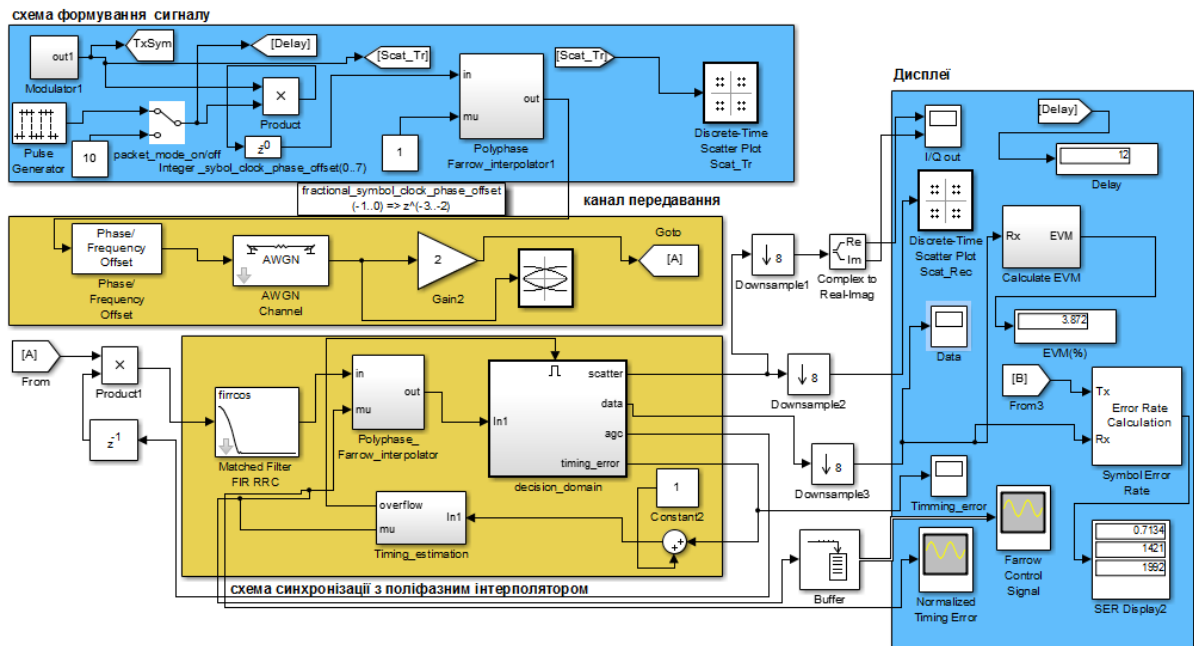 схема формування сигналу
out1
Modulator1
TxSym
[Delay]
[Scat_Tr]
in
out
mu
Polyphase
Farrow_interpolator1
[Scat_Tr]
Discrete-Time
Scatter Plot
Scat_Tr
Pulse
Generator
10
packet_mode_on/off
×
Product
z^0
Integer _sybol_clock_phase_offset(0..7)
1
fractional_symbol_clock_phase_offset
(-1..0) => z^(-3..-2)
канал передавання
Phase/
Frequency
Offset
Phase/
Frequency
Offset
AWGN
AWGN
Channel
2
Gain2
Goto
[A]
[A]
From
×
Product1
z^-1
firrcos
Matched Filter
FIR RRC
in
out
mu
Polyphase_
Farrow_interpolator
In1
scatter
data
agc
timing_error
decision_domain
overflow
mu
In1
Timing_estimation
1
Constant2
++
схема синхронізації з поліфазним інтерполятором
8
Downsample1
Re
Im
Complex to
Real-Imag
8
Downsample2
8
Downsample3
Buffer
Дисплеї
I/Q out
[Delay]
12
Delay
Discrete-Time
Scatter Plot
Scat_Rec
Rx
EVM
Calculate EVM
3.872
EVM(%)
Data
[B]
From3
Tx
Rx
Error Rate
Calculation
Symbol Error
Rate
Timming_error
Normalized
Timing Error
Farrow
Control
Signal
0.7134
1421
1992
SER Display2